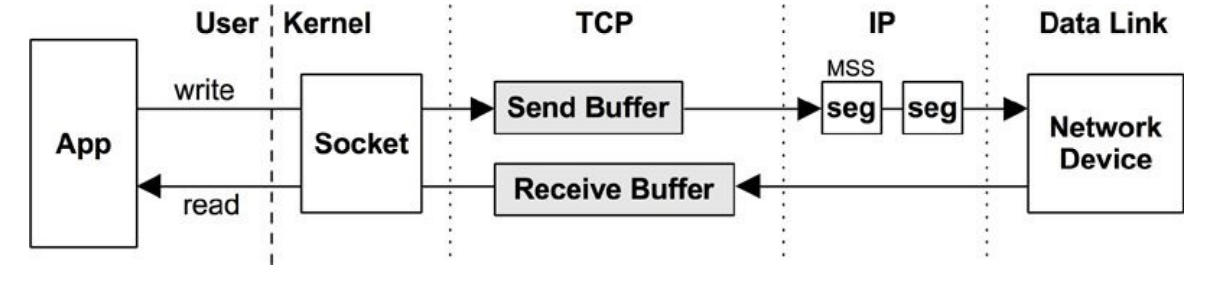 User Kernel TCP IP Data Link
MSS
write
Send Buffer seg seg
App Socket Network
Device
Receive Buffer
read